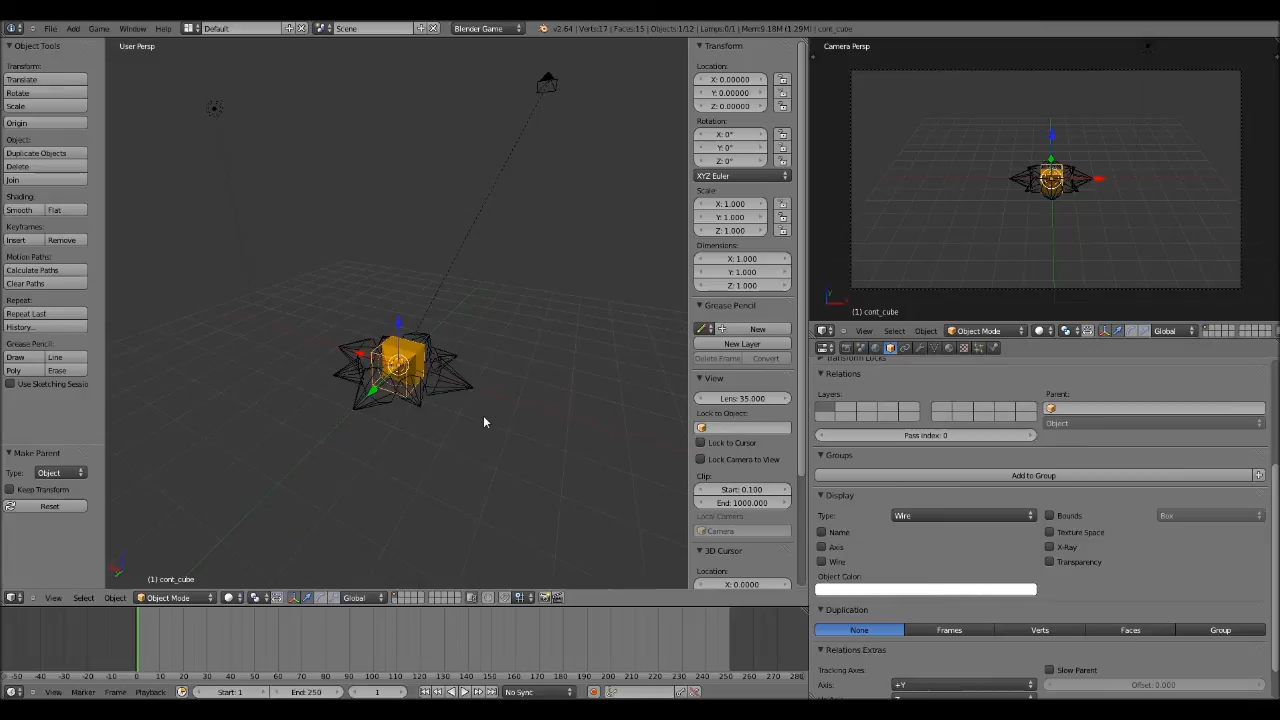 File Add Game Window Help Default Scene Blender Game v2.64 | Verts:17 | Faces:15 | Objects:1/12 | Lamps:0/1 | Mem:9.18M (1.29M) | cont_cube
Object Tools
Transform:
Translate
Rotate
Scale
Origin
Object:
Duplicate Objects
Delete
Join
Shading:
Smooth Flat
Keyframes:
Insert Remove
Motion Paths:
Calculate Paths
Clear Paths
Repeat:
Repeat Last
History...
Grease Pencil:
Draw Line
Poly Erase
Use Sketching Sessio
Make Parent
Type: Object
Keep Transform
Reset
User Persp
(1) cont_cube
View Select Object Object Mode Global
Transform
Location:
X: 0.00000
Y: 0.00000
Z: 0.00000
Rotation:
X: 0°
Y: 0°
Z: 0°
XYZ Euler
Scale:
X: 1.000
Y: 1.000
Z: 1.000
Dimensions:
X: 1.000
Y: 1.000
Z: 1.000
Grease Pencil
New
New Layer
Delete Frame Convert
View
Lens: 35.000
Lock to Object:
Lock to Cursor
Lock Camera to View
Clip:
Start: 0.100
End: 1000.000
Local Camera:
Camera
3D Cursor
Location:
X: 0.0000
Camera Persp
(1) cont_cube
View Select Object Object Mode Global
Transform Locks
Relations
Layers: Parent:
Object
Pass Index: 0
Groups
Add to Group
Display
Type: Wire Bounds Box
Name Texture Space
Axis X-Ray
Wire Transparency
Object Color:
Duplication
None Frames Verts Faces Group
Relations Extras
Tracking Axes: Slow Parent
Axis: +Y Offset: 0.000
-50 -40 -30 -20 -10 0 10 20 30 40 50 60 70 80 90 100 110 120 130 140 150 160 170 180 190 200 210 220 230 240 250 260 270 280
View Marker Frame Playback Start: 1 End: 250 1 No Sync